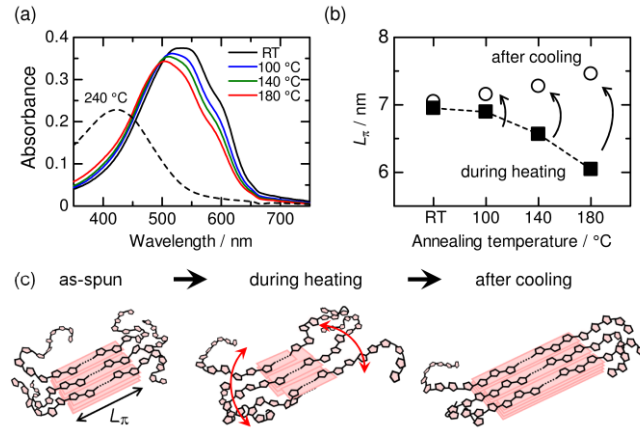 (a)
0.4
0.3
0.2
0.1
0
Absorbance
240 °C
RT
100 °C
140 °C
180 °C
400
500
600
700
Wavelength / nm
(b)
8
7
6
Lπ / nm
after cooling
during heating
RT
100
140
180
Annealing temperature / °C
(c)
as-spun
during heating
after cooling
Lπ